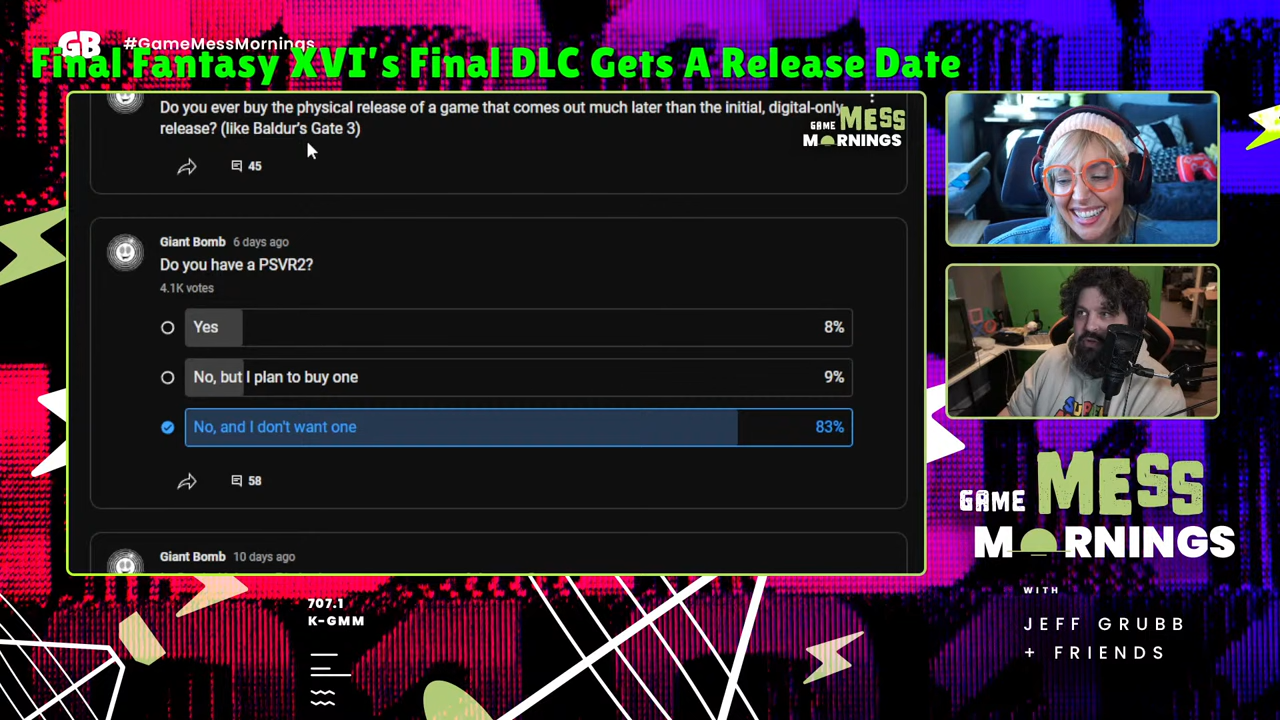 GB #GameMessMornings
Final Fantasy XVI's Final DLC Gets A Release Date
Do you ever buy the physical release of a game that comes out much later than the initial, digital-only
release? (like Baldur's Gate 3)
GAME MESS
MORNINGS
45
Giant Bomb 6 days ago
Do you have a PSVR2?
4.1K votes
Yes 8%
No, but I plan to buy one 9%
No, and I don't want one 83%
58
Giant Bomb 10 days ago
GAME MESS
MORNINGS
WITH
JEFF GRUBB
+ FRIENDS
707.1
K-GMM